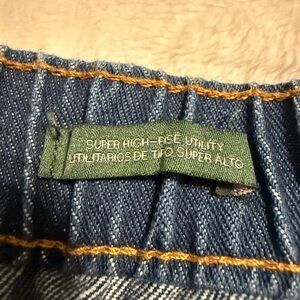 SUPER HIGH-RISE UTILITY
UTILITARIOS DE TIRO SUPER ALTO